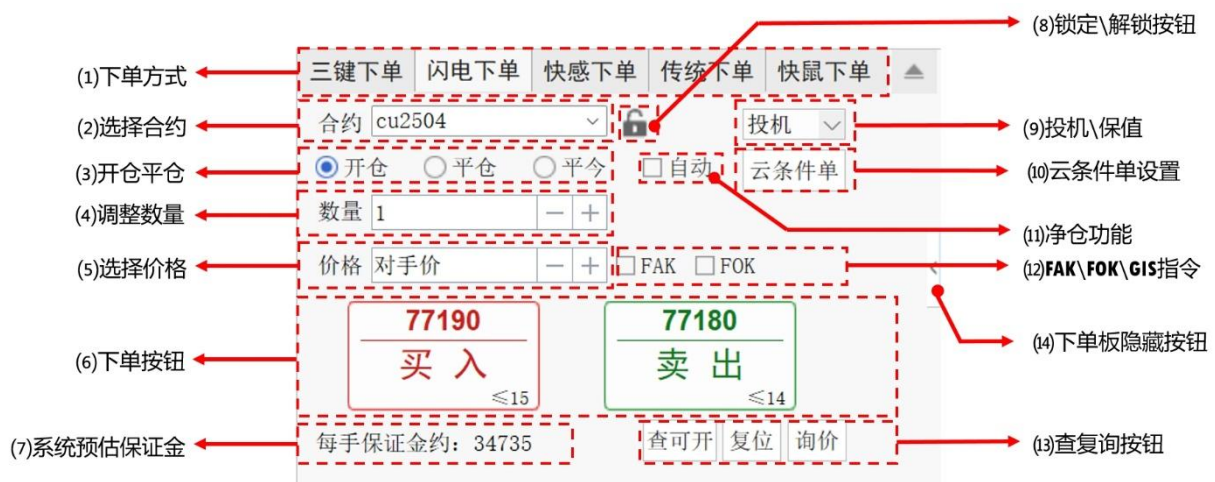 (8)锁定\解锁按钮
(1)下单方式
三键下单 闪电下单 快感下单 传统下单 快鼠下单
(2)选择合约
合约 cu2504
投机
(9)投机\保值
(3)开仓平仓
开仓 平仓 平今 自动 云条件单
(10)云条件单设置
(4)调整数量
数量 1
(11)净仓功能
(5)选择价格
价格 对手价
FAK FOK
(12)FAK\FOK\GIS指令
77190
买入
≤15
77180
卖出
≤14
(6)下单按钮
(14)下单板隐藏按钮
(7)系统预估保证金
每手保证金约: 34735
查可开 复位 询价
(13)查复询按钮